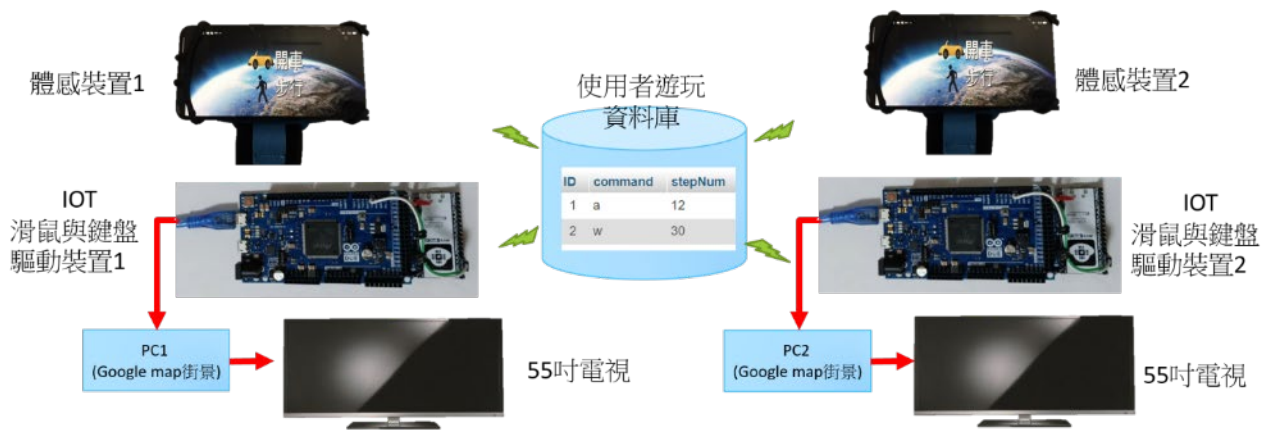 體感裝置1
開車
步行
使用者遊玩
資料庫
ID command stepNum
1 a 12
2 w 30
開車
步行
體感裝置2
IOT
滑鼠與鍵盤
驅動裝置1
IOT
滑鼠與鍵盤
驅動裝置2
PC1
(Google map街景)
55吋電視
PC2
(Google map街景)
55吋電視